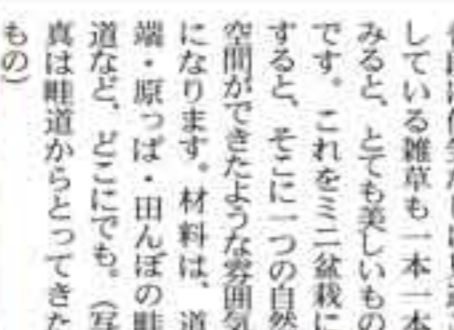 している雑草も一本一本
みると、とても美しいもの
です。これをミニ盆栽に
すると、そこに一つの自然
空間ができたような雰囲気
になります。材料は、道
端・原っぱ・田んぼの畦
道など、どこにでも。（写
真は畦道からとってきた
もの）